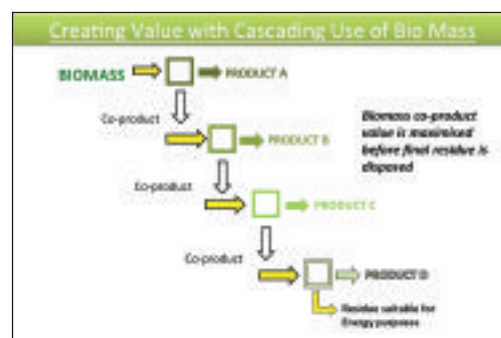 Creating Value with Cascading Use of Bio Mass
BIOMASS
PRODUCT A
Co-product
PRODUCT B
Biomass co-product
value is maximised
before final residue is
disposed
Co-product
PRODUCT C
Co-product
PRODUCT D
Residue suitable for
Energy purposes